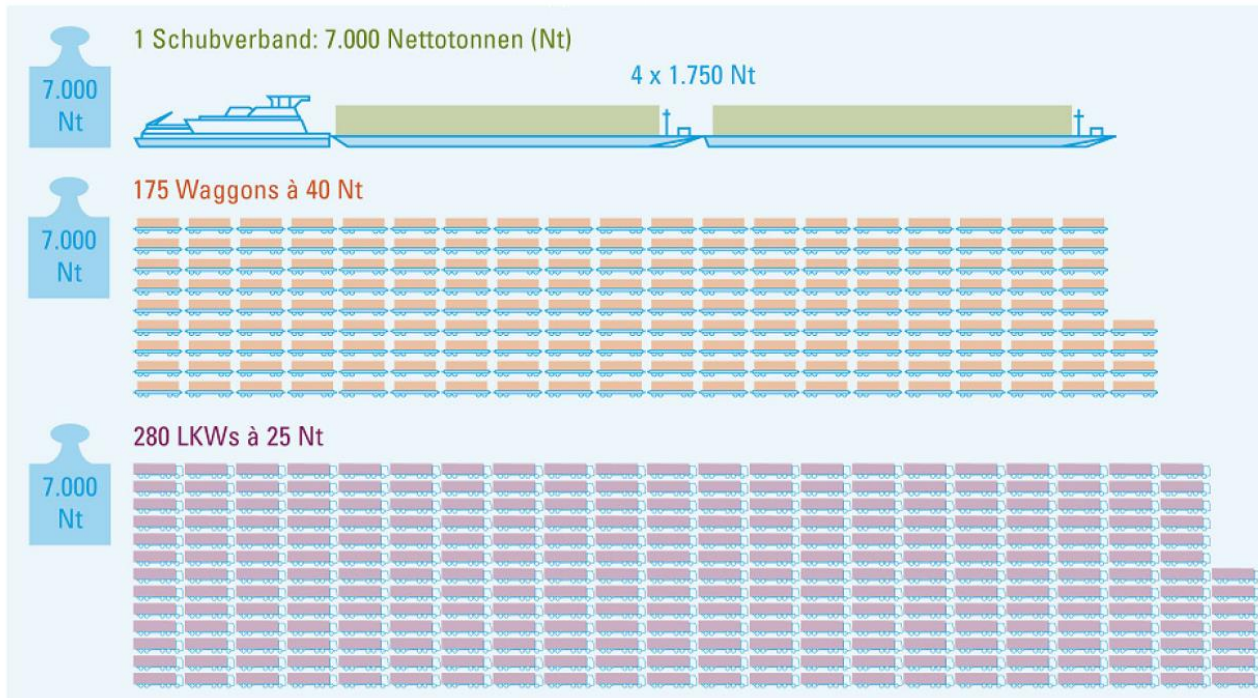 1 Schubverband: 7.000 Nettotonnen (Nt)
7.000
Nt
4 x 1.750 Nt
175 Waggons à 40 Nt
7.000
Nt
280 LKWs à 25 Nt
7.000
Nt